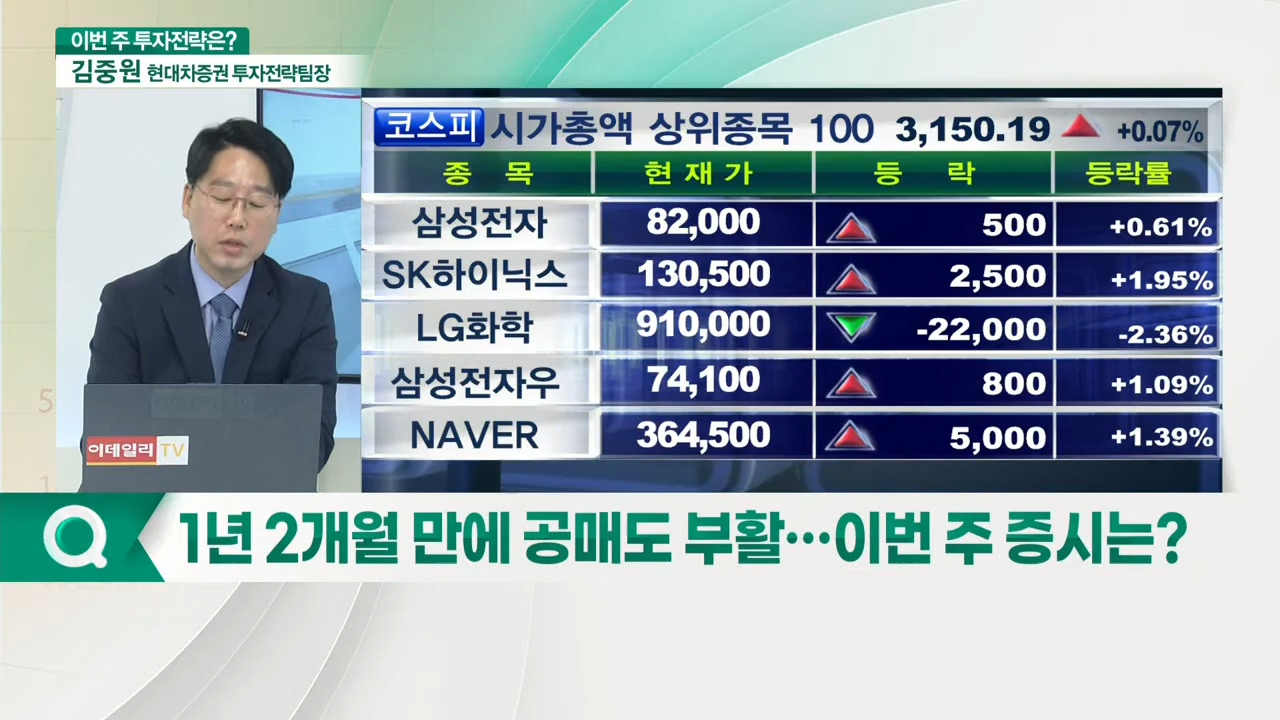 이번 주 투자전략은?
김중원 현대차증권 투자전략팀장
코스피 시가총액 상위종목 100 3,150.19 ▲ +0.07%
종 목 현 재 가 등 락 등락률
삼성전자 82,000 ▲ 500 +0.61%
SK하이닉스 130,500 ▲ 2,500 +1.95%
LG화학 910,000 ▼ -22,000 -2.36%
삼성전자우 74,100 ▲ 800 +1.09%
NAVER 364,500 ▲ 5,000 +1.39%
이데일리 TV
Q 1년 2개월 만에 공매도 부활…이번 주 증시는?